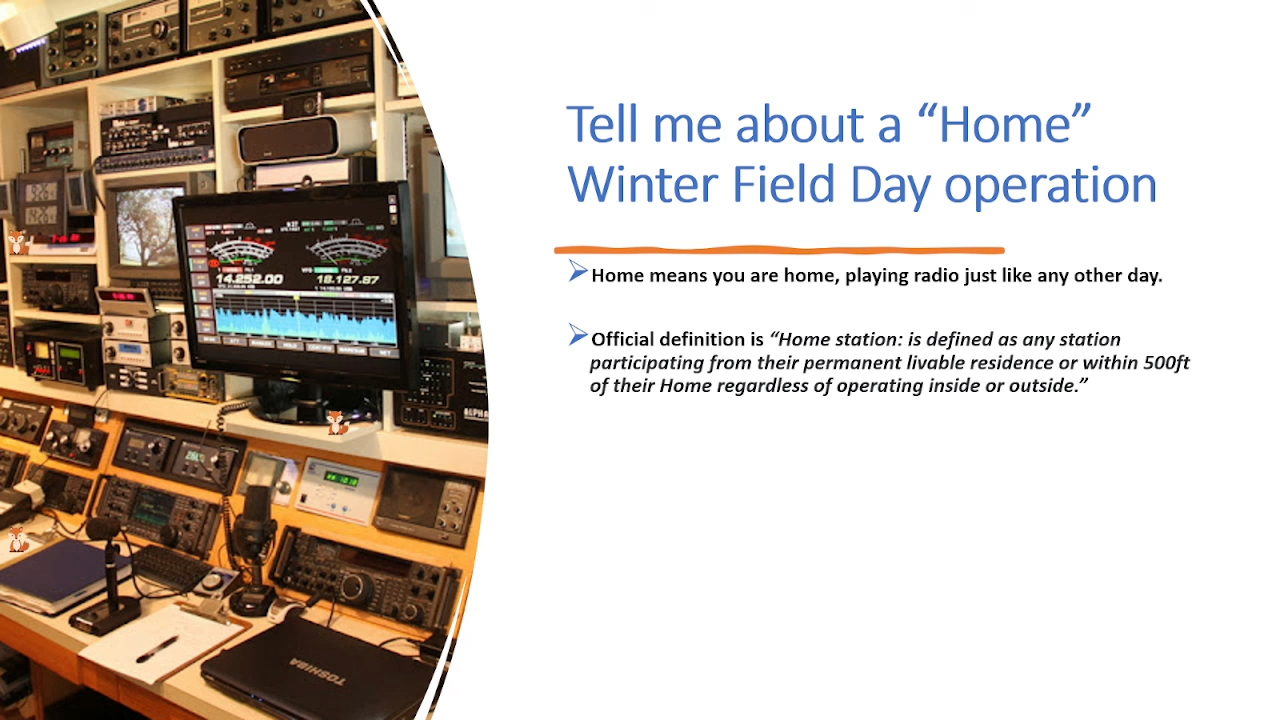 Tell me about a “Home”
Winter Field Day operation
Home means you are home, playing radio just like any other day.
Official definition is “Home station: is defined as any station
participating from their permanent livable residence or within 500ft
of their Home regardless of operating inside or outside.”
14.252.00
18.127.87
ALPHA
TOSHIBA